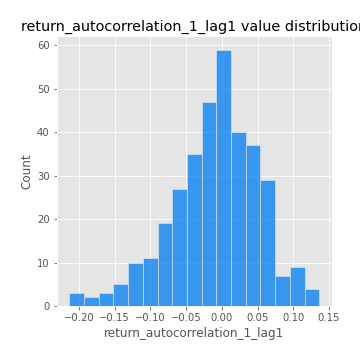 return_autocorrelation_1_lag1 value distribution
60
50
40
30
20
10
0
Count
−0.20 −0.15 −0.10 −0.05 0.00 0.05 0.10 0.15
return_autocorrelation_1_lag1